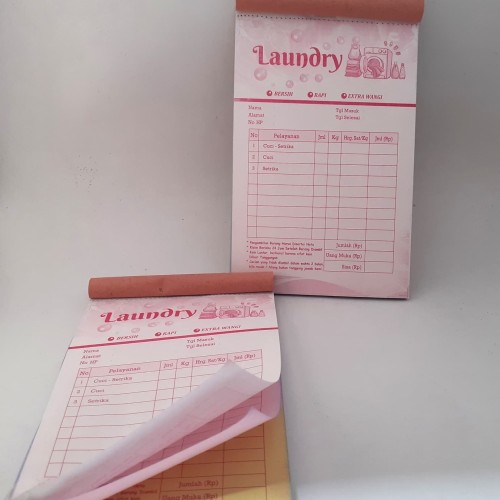 Laundry
BERSIH RAPI EXTRA WANGI
Nama Tgl Masuk
Alamat Tgl Selesai
No. HP
No Pelayanan Jml Kg Hrg. Sat/Kg Jml (Rp)
1 Cuci - Setrika
2 Cuci
3 Setrika
Jumlah (Rp)
Uang Muka (Rp)
Sisa (Rp)
Laundry
BERSIH RAPI EXTRA WANGI
Nama Tgl Masuk
Alamat Tgl Selesai
No. HP
No Pelayanan Jml Kg Hrg. Sat/Kg Jml (Rp)
1 Cuci - Setrika
2 Cuci
3 Setrika
Jumlah (Rp)
Uang Muka (Rp)